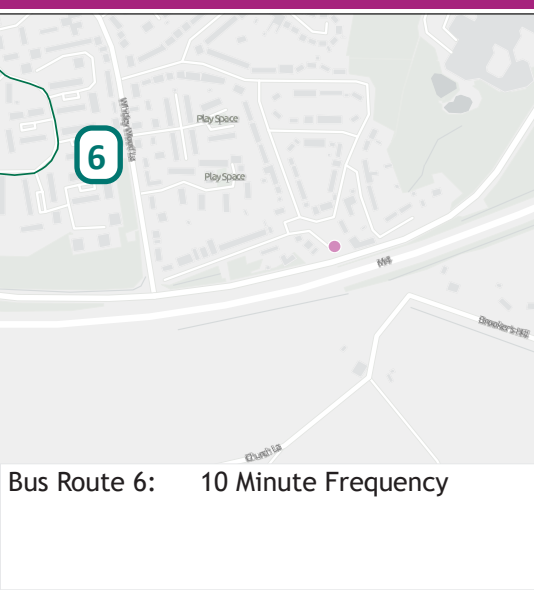 Whitley Wood La
Play Space
6
Play Space
M4
Brooker's Hill
Church La
Bus Route 6: 10 Minute Frequency